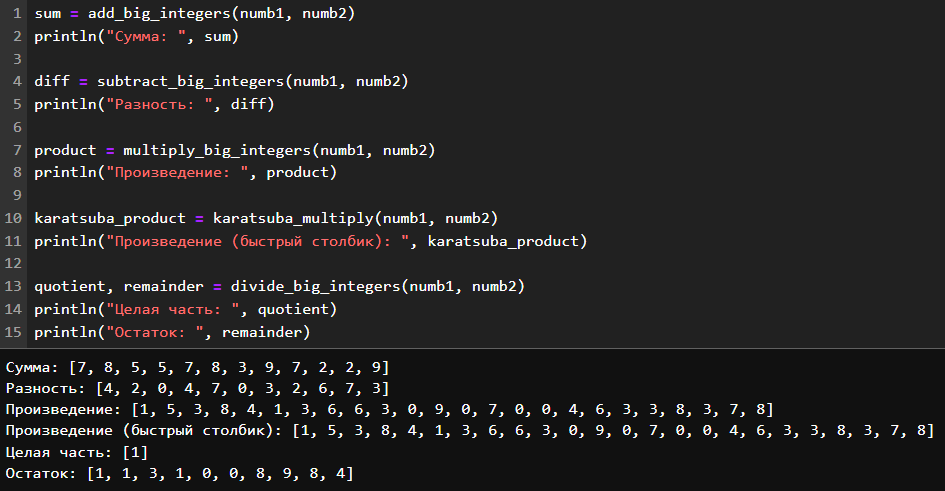 1 sum = add_big_integers(numb1, numb2)
2 println("Сумма: ", sum)
3
4 diff = subtract_big_integers(numb1, numb2)
5 println("Разность: ", diff)
6
7 product = multiply_big_integers(numb1, numb2)
8 println("Произведение: ", product)
9
10 karatsuba_product = karatsuba_multiply(numb1, numb2)
11 println("Произведение (быстрый столбик): ", karatsuba_product)
12
13 quotient, remainder = divide_big_integers(numb1, numb2)
14 println("Целая часть: ", quotient)
15 println("Остаток: ", remainder)
Сумма: [7, 8, 5, 5, 7, 8, 3, 9, 7, 2, 2, 9]
Разность: [4, 2, 0, 4, 7, 0, 3, 2, 6, 7, 3]
Произведение: [1, 5, 3, 8, 4, 1, 3, 6, 6, 3, 0, 9, 0, 7, 0, 0, 4, 6, 3, 3, 8, 3, 7, 8]
Произведение (быстрый столбик): [1, 5, 3, 8, 4, 1, 3, 6, 6, 3, 0, 9, 0, 7, 0, 0, 4, 6, 3, 3, 8, 3, 7, 8]
Целая часть: [1]
Остаток: [1, 1, 3, 1, 0, 0, 8, 9, 8, 4]